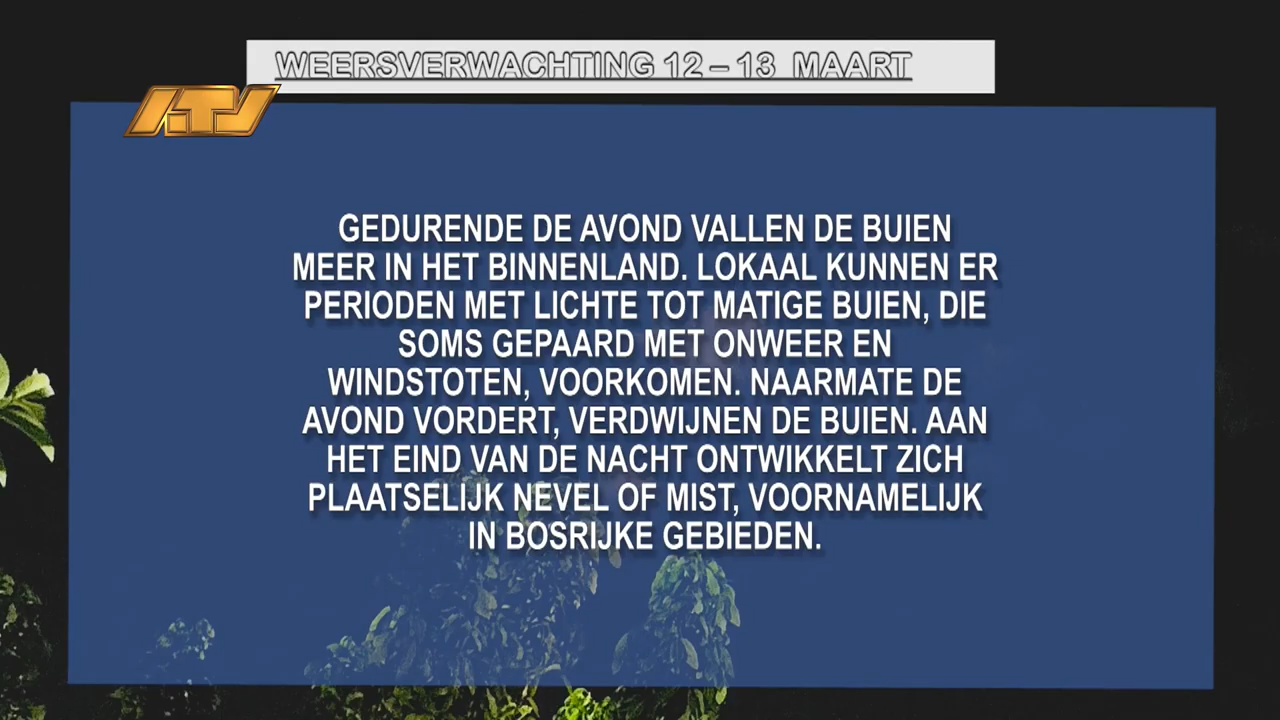 WEERSVERWACHTING 12 – 13 MAART
ATV
GEDURENDE DE AVOND VALLEN DE BUIEN
MEER IN HET BINNENLAND. LOKAAL KUNNEN ER
PERIODEN MET LICHTE TOT MATIGE BUIEN, DIE
SOMS GEPAARD MET ONWEER EN
WINDSTOTEN, VOORKOMEN. NAARMATE DE
AVOND VORDERT, VERDWIJNEN DE BUIEN. AAN
HET EIND VAN DE NACHT ONTWIKKELT ZICH
PLAATSELIJK NEVEL OF MIST, VOORNAMELIJK
IN BOSRIJKE GEBIEDEN.